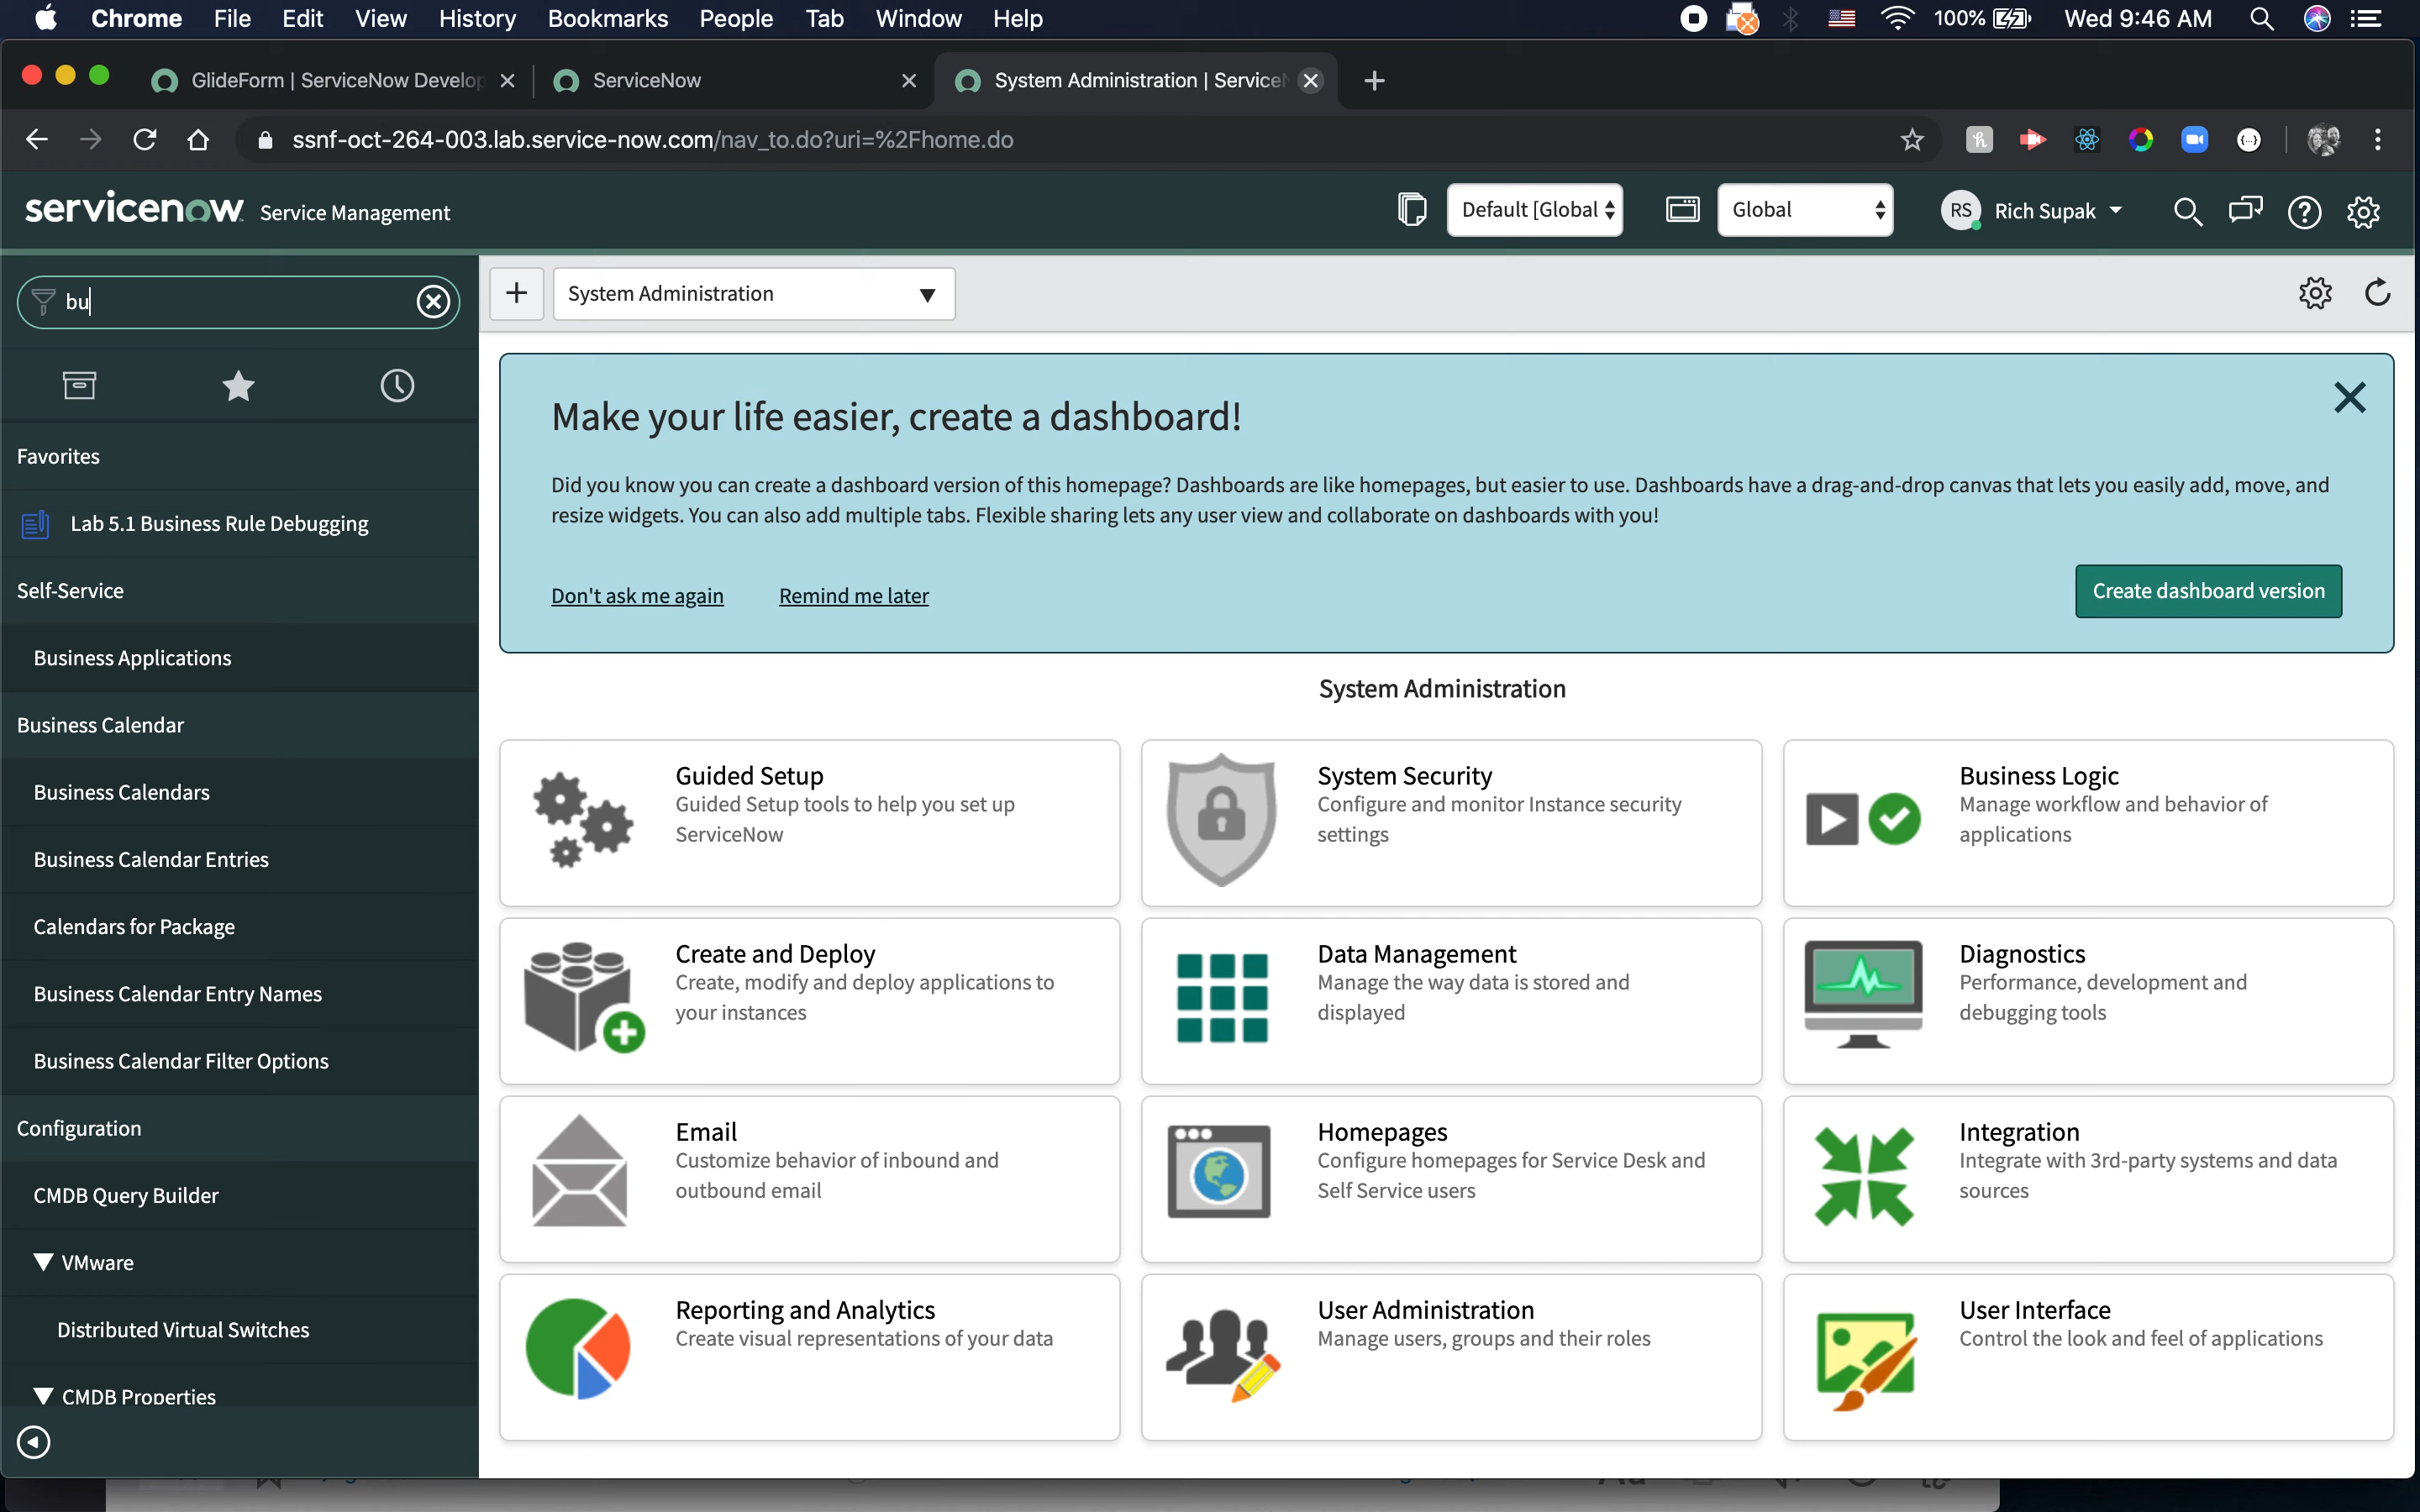 Chrome File Edit View History Bookmarks People Tab Window Help 100% Wed 9:46 AM
GlideForm | ServiceNow Develop ServiceNow System Administration | Service
ssnf-oct-264-003.lab.service-now.com/nav_to.do?uri=%2Fhome.do
servicenow Service Management Default [Global Global RS Rich Supak
bu
System Administration
Favorites
Lab 5.1 Business Rule Debugging
Self-Service
Business Applications
Business Calendar
Business Calendars
Business Calendar Entries
Calendars for Package
Business Calendar Entry Names
Business Calendar Filter Options
Configuration
CMDB Query Builder
VMware
Distributed Virtual Switches
CMDB Properties
Make your life easier, create a dashboard!
Did you know you can create a dashboard version of this homepage? Dashboards are like homepages, but easier to use. Dashboards have a drag-and-drop canvas that lets you easily add, move, and
resize widgets. You can also add multiple tabs. Flexible sharing lets any user view and collaborate on dashboards with you!
Don't ask me again Remind me later Create dashboard version
System Administration
Guided Setup
Guided Setup tools to help you set up
ServiceNow
System Security
Configure and monitor Instance security
settings
Business Logic
Manage workflow and behavior of
applications
Create and Deploy
Create, modify and deploy applications to
your instances
Data Management
Manage the way data is stored and
displayed
Diagnostics
Performance, development and
debugging tools
Email
Customize behavior of inbound and
outbound email
Homepages
Configure homepages for Service Desk and
Self Service users
Integration
Integrate with 3rd-party systems and data
sources
Reporting and Analytics
Create visual representations of your data
User Administration
Manage users, groups and their roles
User Interface
Control the look and feel of applications